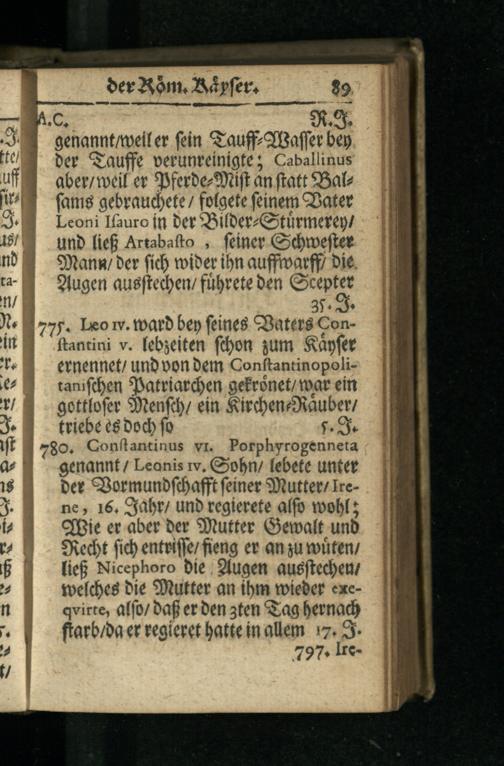 der Röm. Käyser. 89
A.C. R.J.
genannt/weil er sein Tauff-Wasser bey
der Tauffe verunreinigte; Caballinus
aber/weil er Pferde-Mist an statt Bal-
sams gebrauchete/ folgete seinem Vater
Leoni Isauro in der Bilder-Stürmerey/
und ließ Artabasto, seiner Schwester
Mann/ der sich wider ihn auffwarff/ die
Augen ausstechen/ führete den Scepter
35. J.
775. Leo IV. ward bey seines Vaters Con-
stantini V. lebzeiten schon zum Käyser
ernennet/ und von dem Constantinopoli-
tanischen Patriarchen gekrönet/ war ein
gottloser Mensch/ ein Kirchen-Räuber/
triebe es doch so 5. J.
780. Constantinus VI. Porphyrogenneta
genannt/ Leonis IV. Sohn/ lebete unter
der Vormundschafft seiner Mutter/ Ire-
ne, 16. Jahr/ und regierete also wohl;
Wie er aber der Mutter Gewalt und
Recht sich entrisse/ fieng er an zu wüten/
ließ Nicephoro die Augen ausstechen/
welches die Mutter an ihm wieder exe-
qvirte, also/ daß er den 3ten Tag hernach
starb/da er regieret hatte in allem 17. J.
797. Ire-